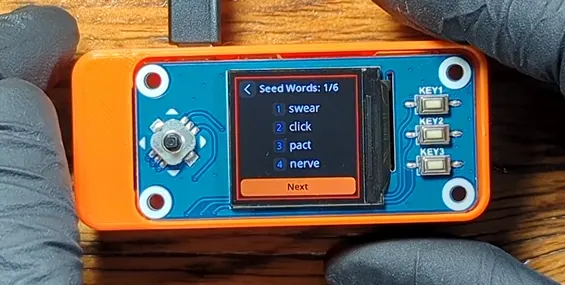 Seed Words: 1/6
1 swear
2 click
3 pact
4 nerve
Next
KEY1
KEY2
KEY3